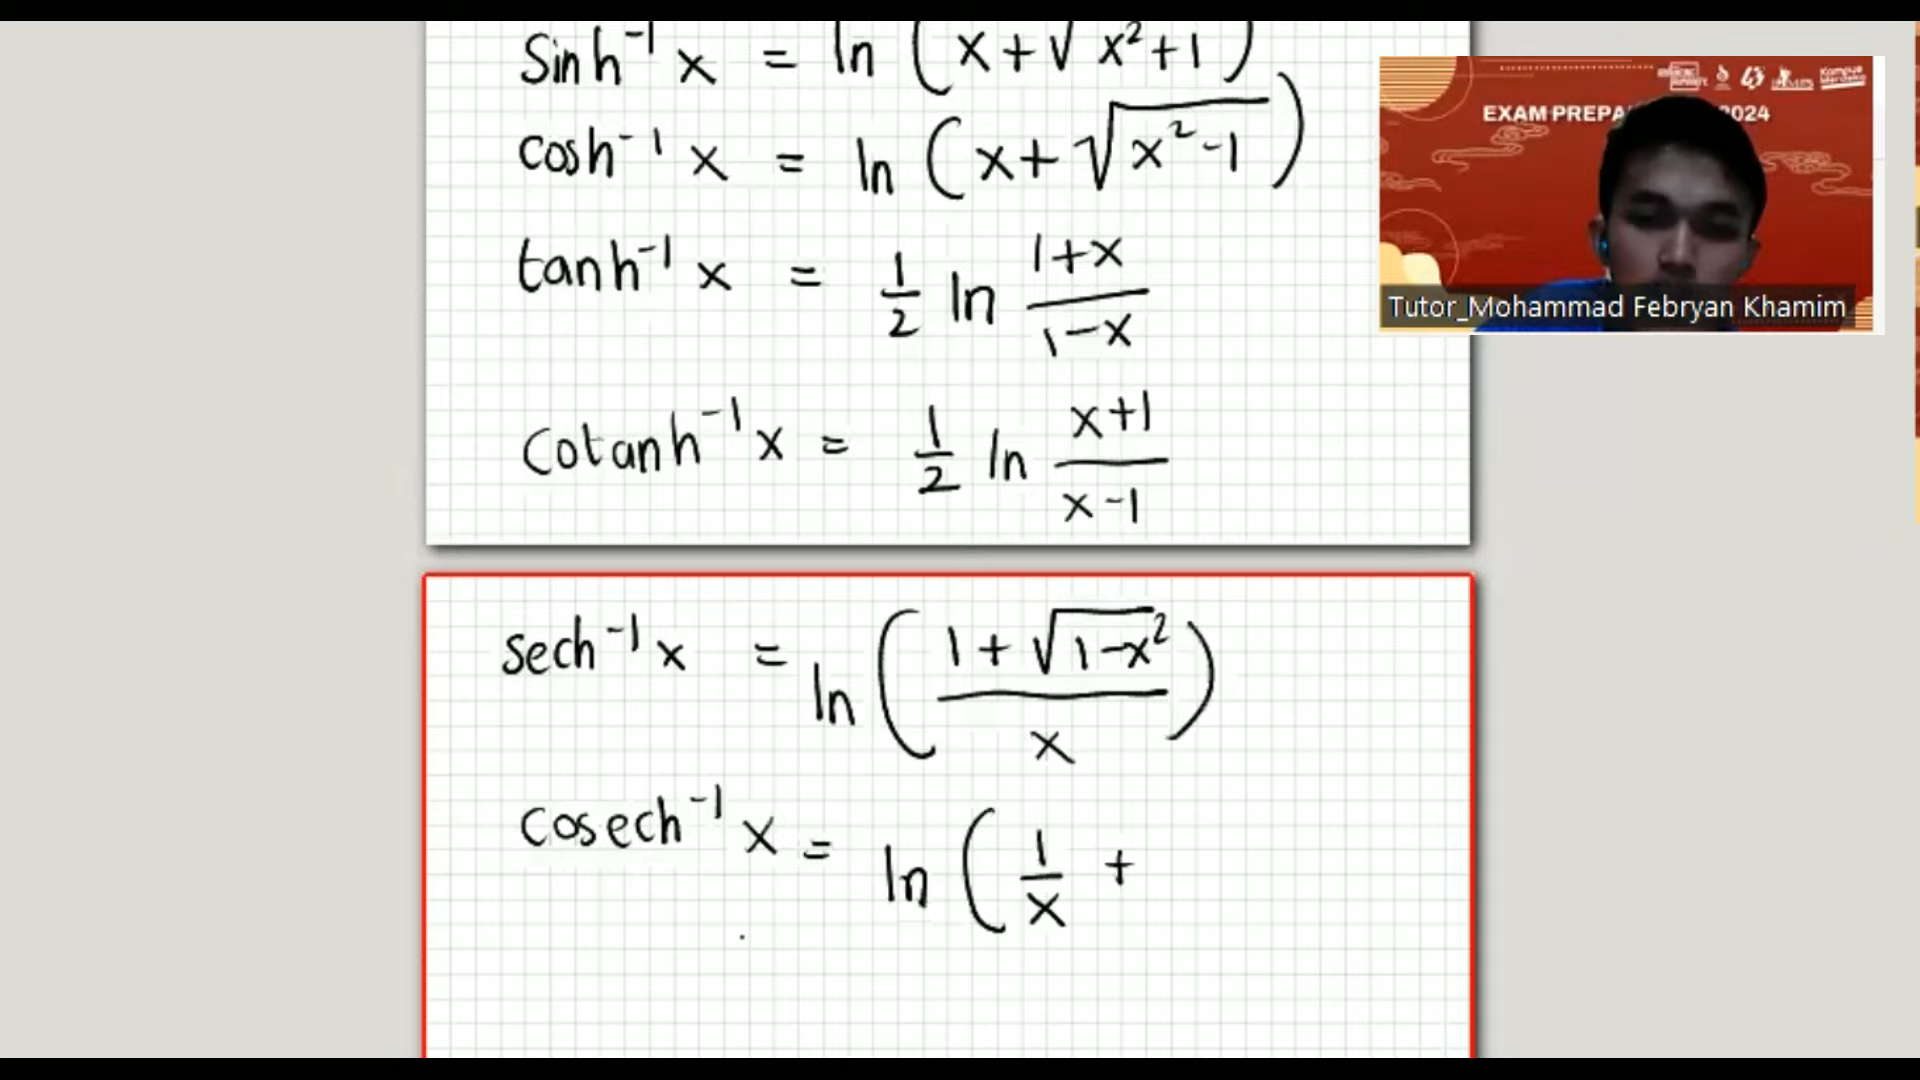 sinh⁻¹ x = ln (x + √x²+1)
cosh⁻¹ x = ln (x + √x²-1)
tanh⁻¹ x = 1/2 ln 1+x/1-x
cotanh⁻¹ x = 1/2 ln x+1/x-1
sech⁻¹ x = ln (1 + √1-x²/x)
cosech⁻¹ x = ln (1/x +
Kampus
Merdeka
EXAM PREPA 2024
Tutor_Mohammad Febryan Khamim